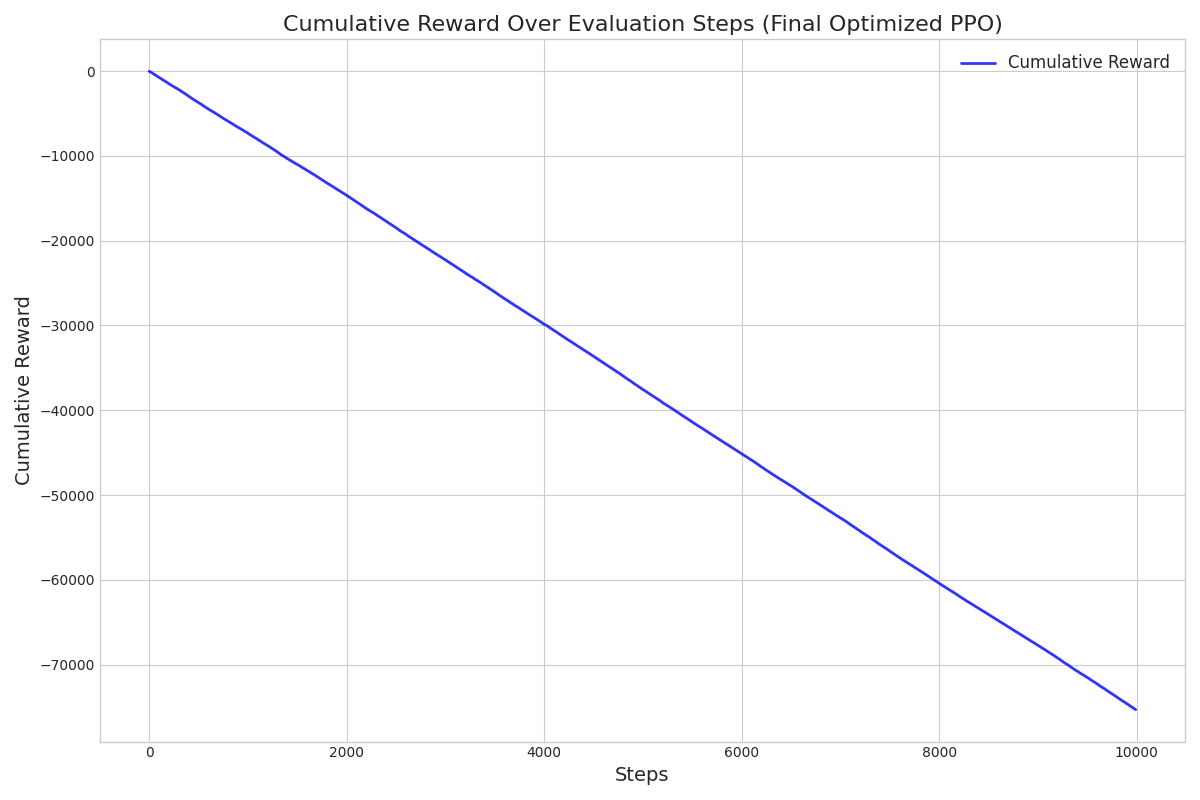 Cumulative Reward Over Evaluation Steps (Final Optimized PPO)
Cumulative Reward
Cumulative Reward
0
−10000
−20000
−30000
−40000
−50000
−60000
−70000
0 2000 4000 6000 8000 10000
Steps